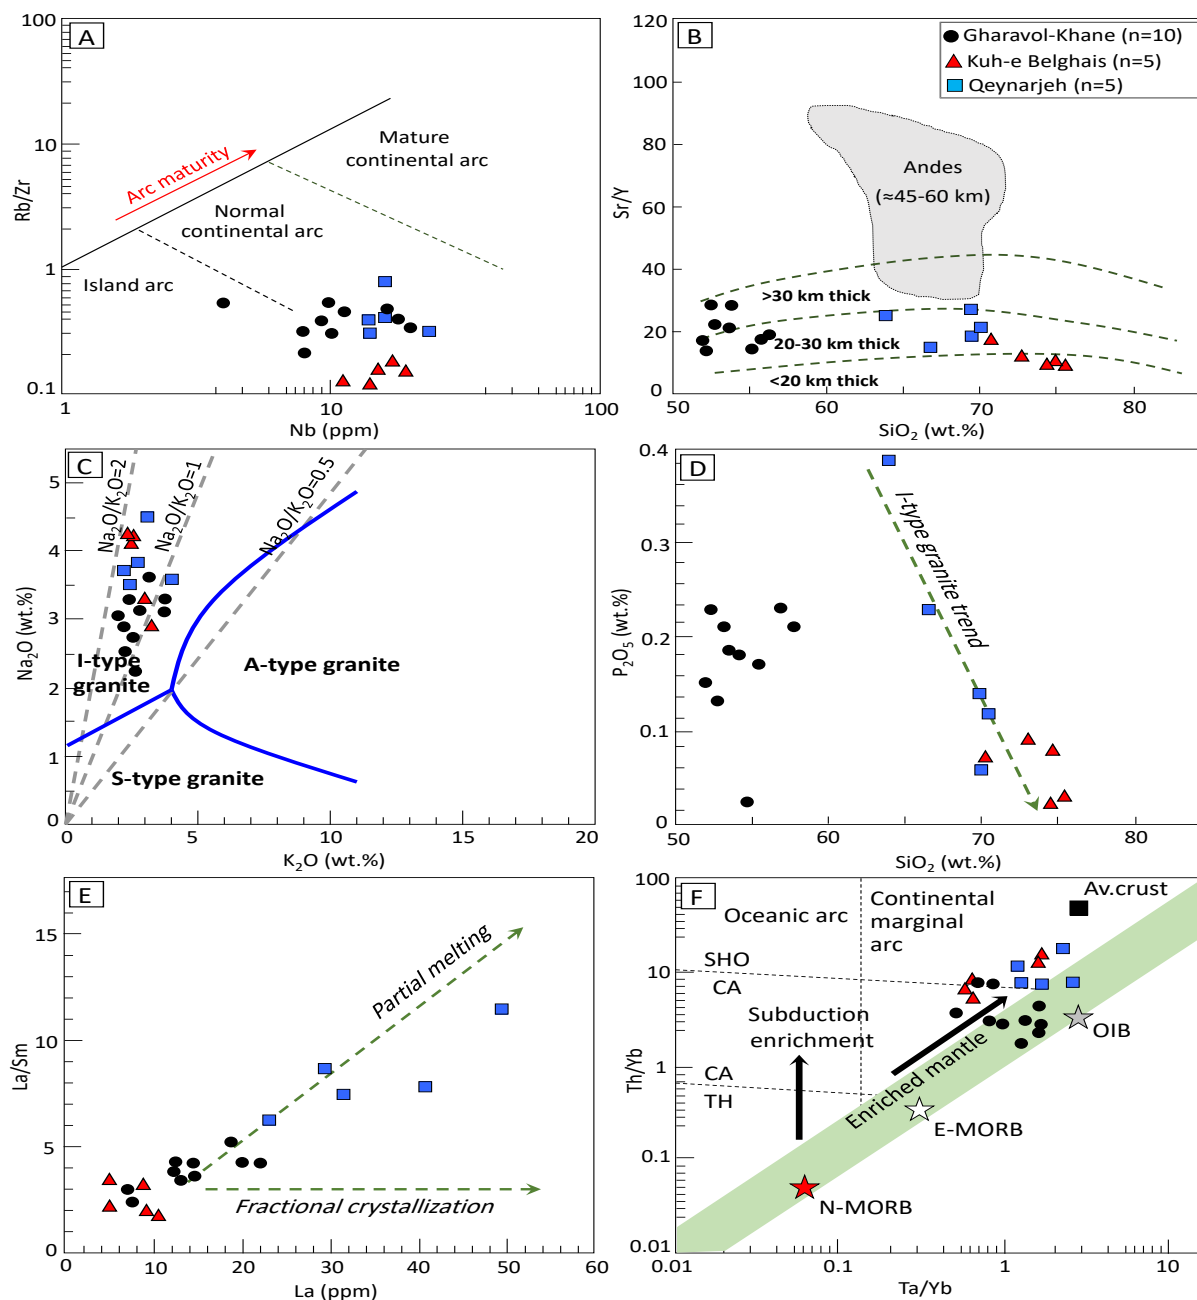 A
100
10
1
0.1
Rb/Zr
Mature
continental arc
Arc maturity
Normal
continental arc
Island arc
1
10
100
Nb (ppm)
B
Gharavol-Khane (n=10)
Kuh-e Belghais (n=5)
Qeynarjeh (n=5)
120
100
80
60
40
20
0
Sr/Y
Andes
(≈45-60 km)
>30 km thick
20-30 km thick
<20 km thick
50
60
70
80
SiO2 (wt.%)
C
5
4
3
2
1
0
Na2O (wt.%)
Na2O/K2O=2
Na2O/K2O=1
Na2O/K2O=0.5
I-type
granite
A-type granite
S-type granite
0
5
10
15
20
K2O (wt.%)
D
0.4
0.3
0.2
0.1
0
P2O5 (wt.%)
I-type granite trend
50
60
70
80
SiO2 (wt.%)
E
15
10
5
0
La/Sm
Partial melting
Fractional crystallization
0
10
20
30
40
50
60
La (ppm)
F
100
10
1
0.1
0.01
Th/Yb
Oceanic arc
Continental
marginal
arc
Av.crust
SHO
CA
Subduction
enrichment
CA
TH
Enriched mantle
OIB
E-MORB
N-MORB
0.01
0.1
1
10
Ta/Yb